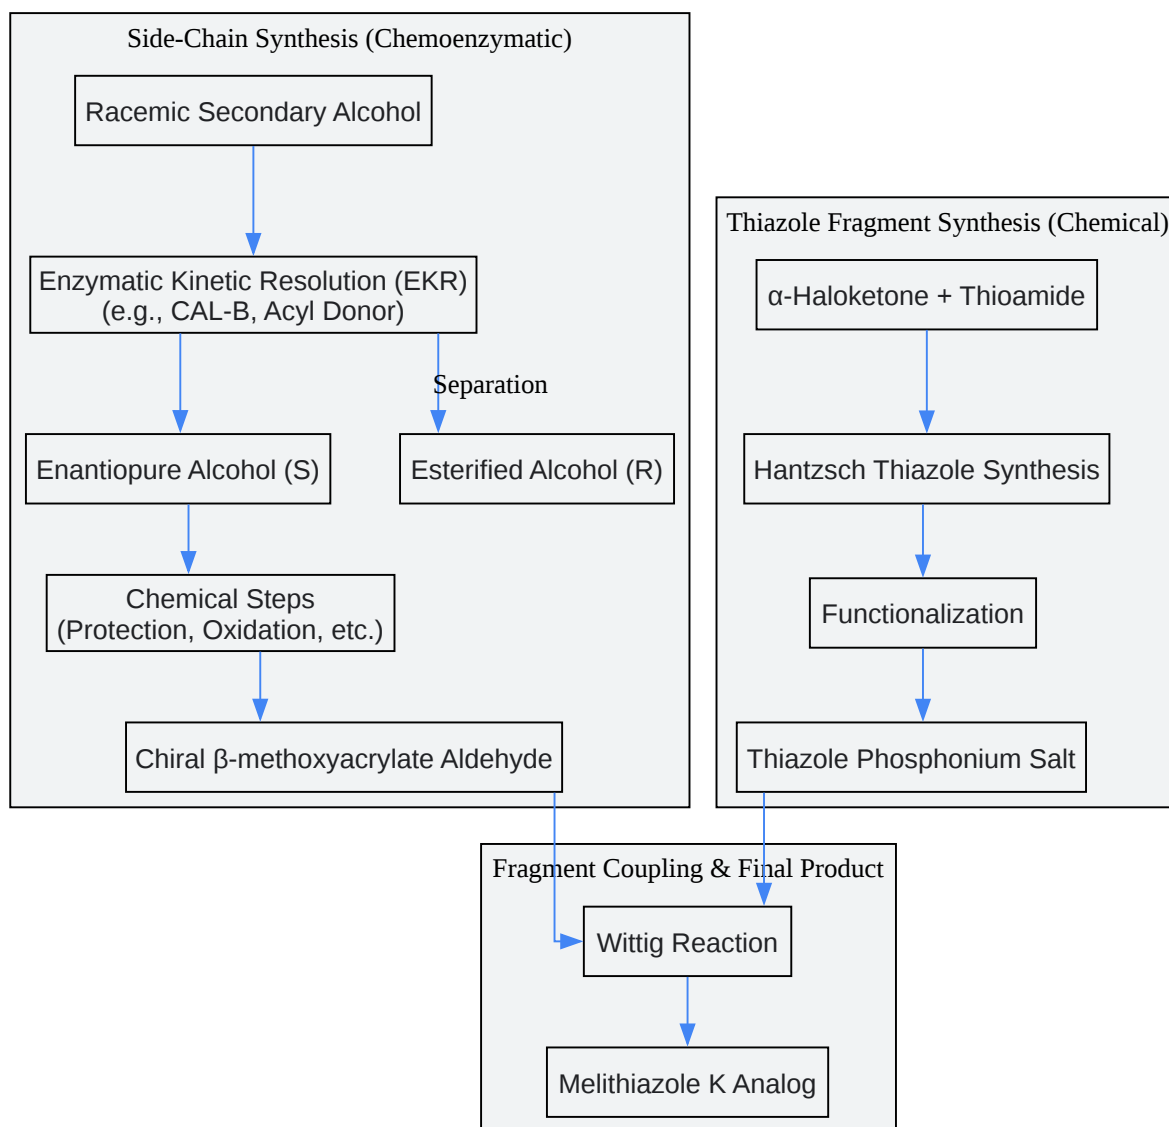 Side-Chain Synthesis (Chemoenzymatic)
Racemic Secondary Alcohol
Enzymatic Kinetic Resolution (EKR)
(e.g., CAL-B, Acyl Donor)
Separation
Enantiopure Alcohol (S)
Esterified Alcohol (R)
Chemical Steps
(Protection, Oxidation, etc.)
Chiral β-methoxyacrylate Aldehyde
Thiazole Fragment Synthesis (Chemical)
α-Haloketone + Thioamide
Hantzsch Thiazole Synthesis
Functionalization
Thiazole Phosphonium Salt
Fragment Coupling & Final Product
Wittig Reaction
Melithiazole K Analog